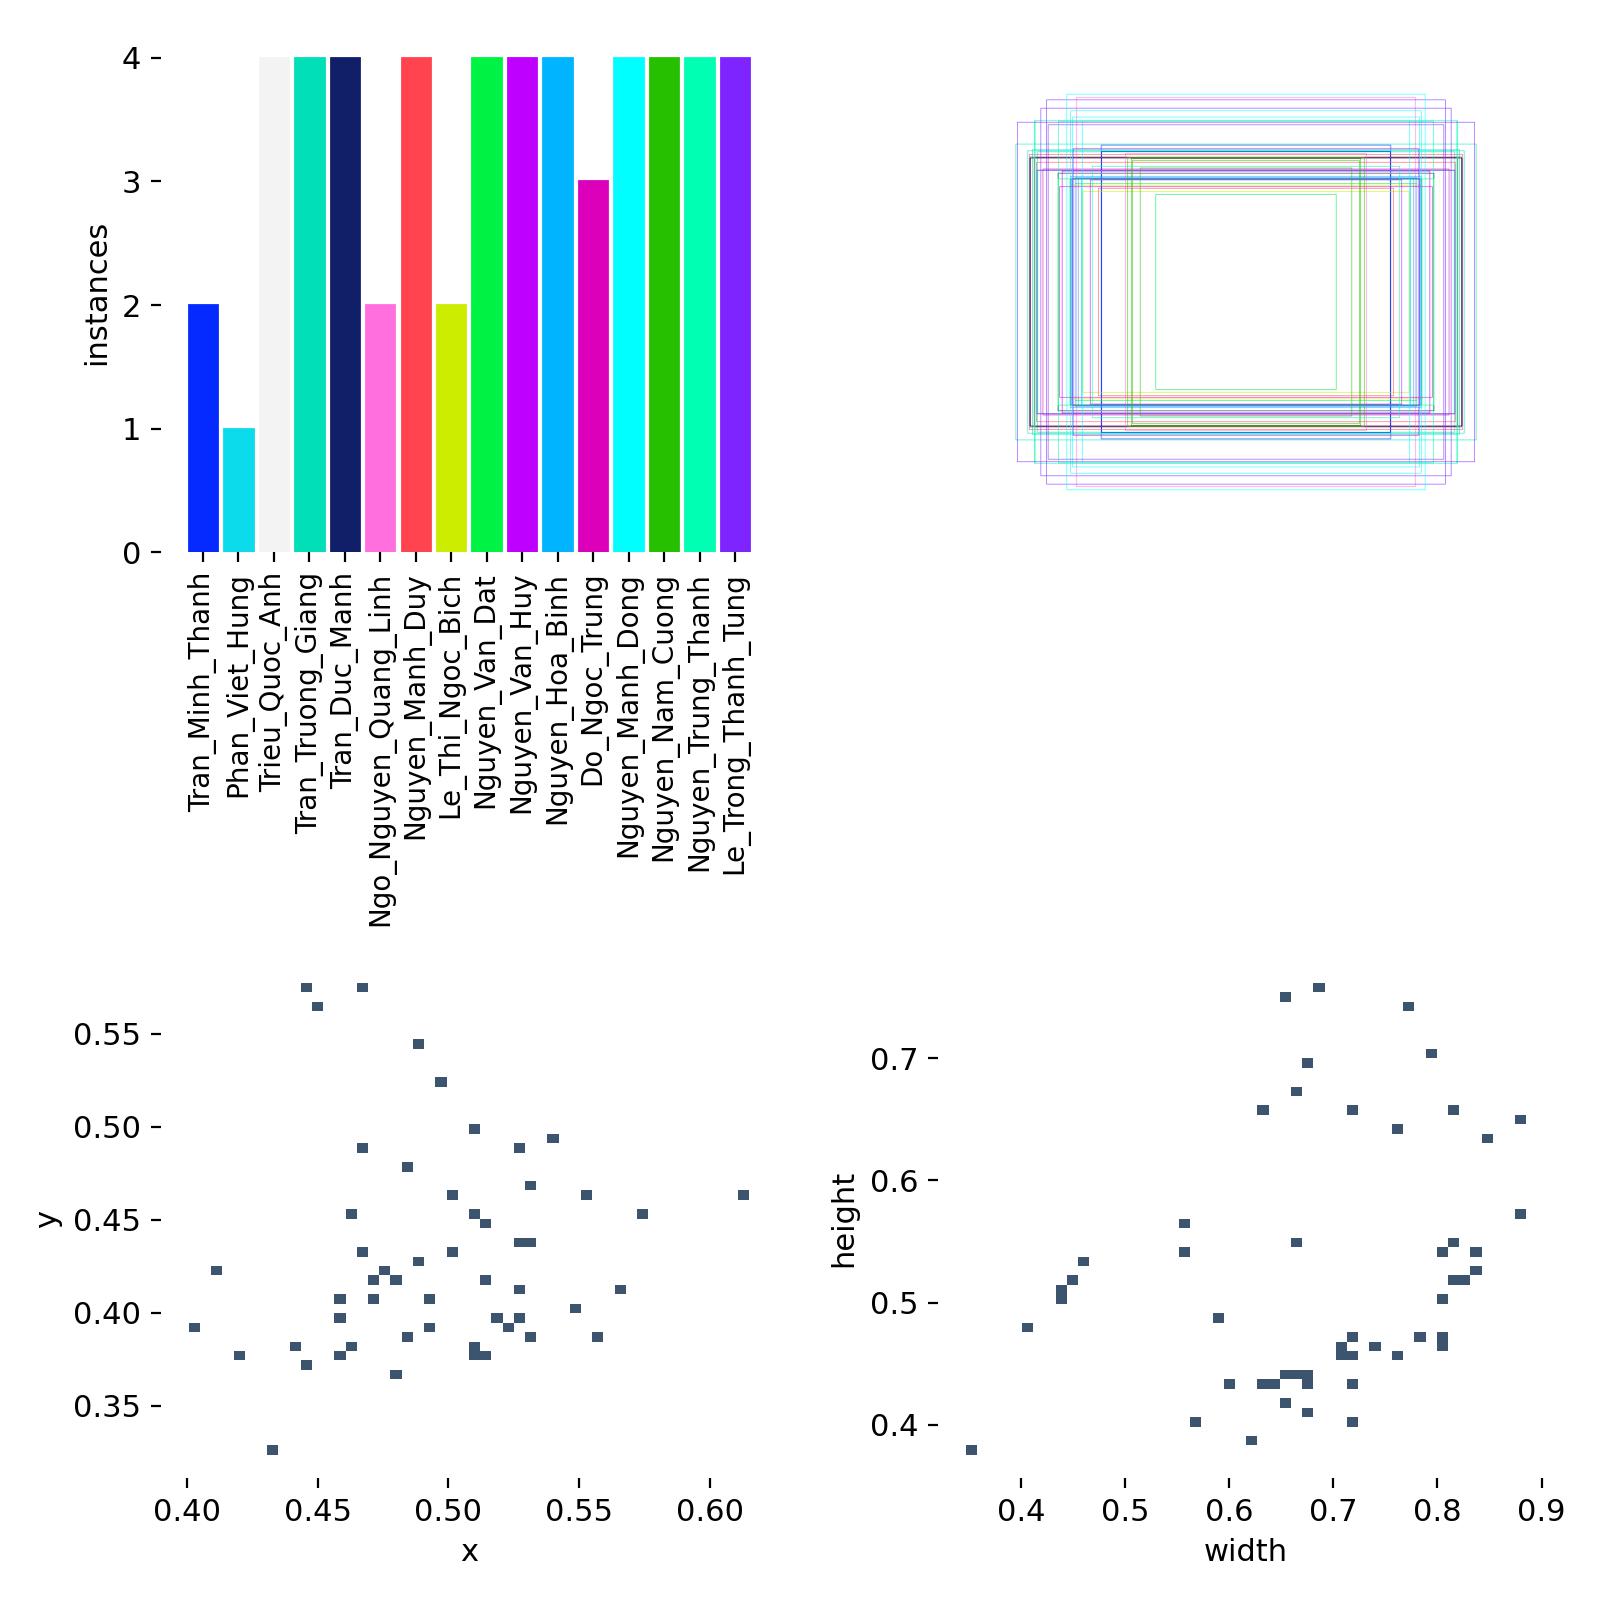 4
3
2
1
0
instances
Tran_Minh_Thanh
Phan_Viet_Hung
Trieu_Quoc_Anh
Tran_Truong_Giang
Tran_Duc_Manh
Ngo_Nguyen_Quang_Linh
Nguyen_Manh_Duy
Le_Thi_Ngoc_Bich
Nguyen_Van_Dat
Nguyen_Van_Huy
Nguyen_Hoa_Binh
Do_Ngoc_Trung
Nguyen_Manh_Dong
Nguyen_Nam_Cuong
Nguyen_Trung_Thanh
Le_Trong_Thanh_Tung
0.55
0.50
0.45
0.40
0.35
y
0.40 0.45 0.50 0.55 0.60
x
0.7
0.6
0.5
0.4
height
0.4 0.5 0.6 0.7 0.8 0.9
width